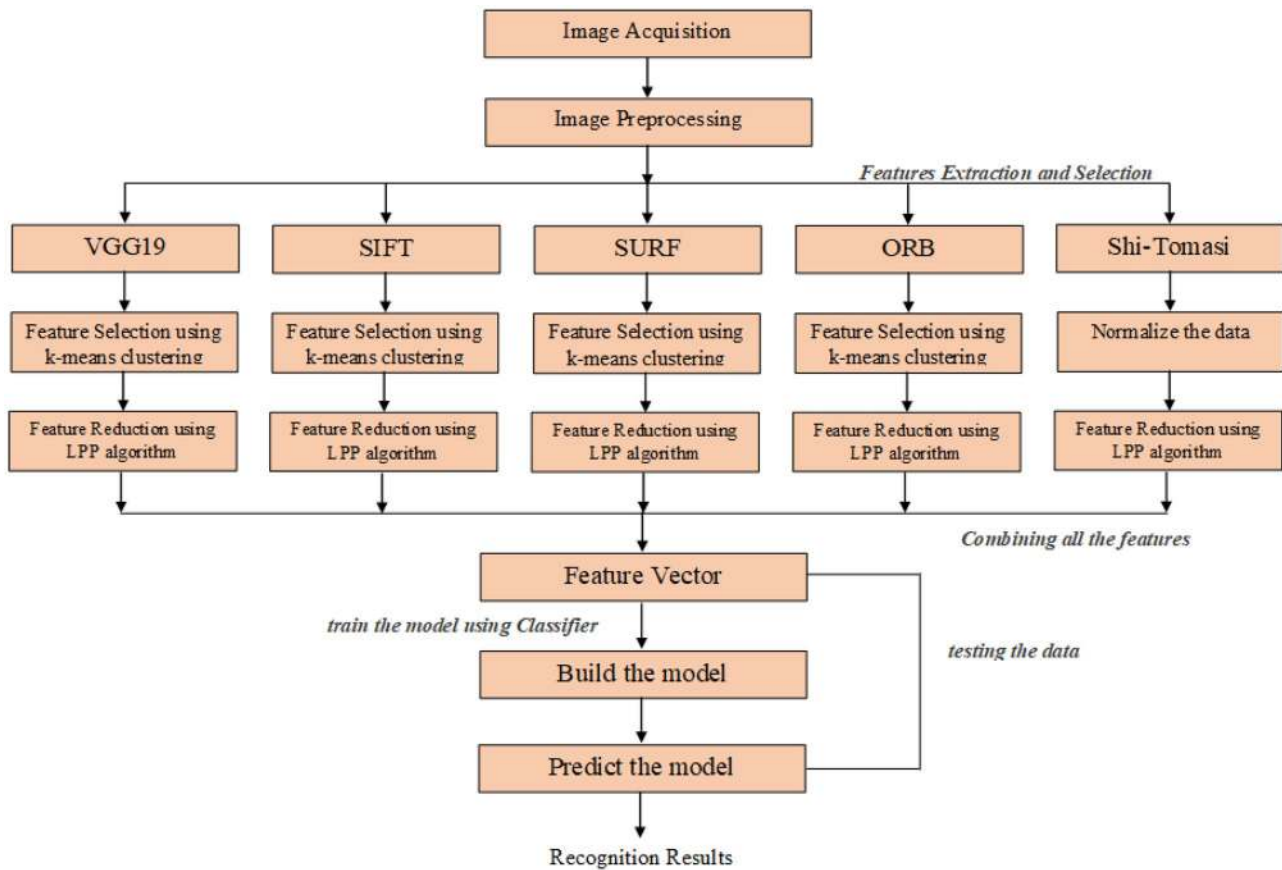 Image Acquisition
Image Preprocessing
Features Extraction and Selection
VGG19
SIFT
SURF
ORB
Shi-Tomasi
Feature Selection using
k-means clustering
Feature Selection using
k-means clustering
Feature Selection using
k-means clustering
Feature Selection using
k-means clustering
Normalize the data
Feature Reduction using
LPP algorithm
Feature Reduction using
LPP algorithm
Feature Reduction using
LPP algorithm
Feature Reduction using
LPP algorithm
Feature Reduction using
LPP algorithm
Combining all the features
Feature Vector
train the model using Classifier
testing the data
Build the model
Predict the model
Recognition Results